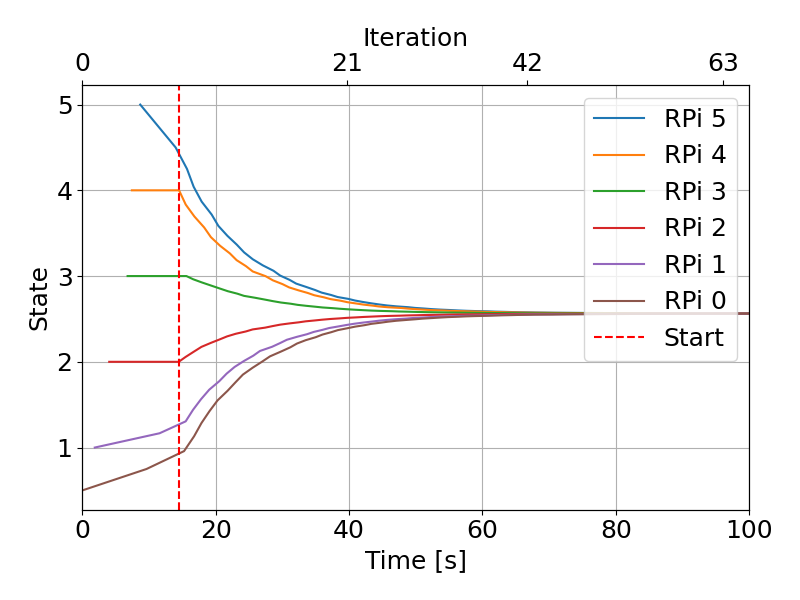 Iteration
0 21 42 63
5
4
3
2
1
State
RPi 5
RPi 4
RPi 3
RPi 2
RPi 1
RPi 0
Start
0 20 40 60 80 100
Time [s]